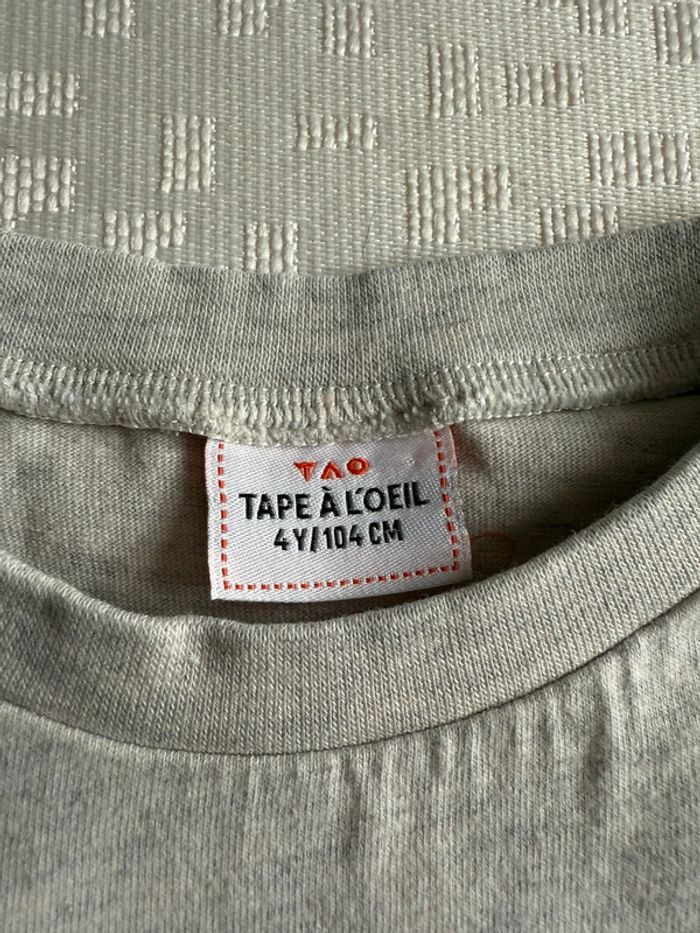 TAO
TAPE À L'OEIL
4Y/104 CM